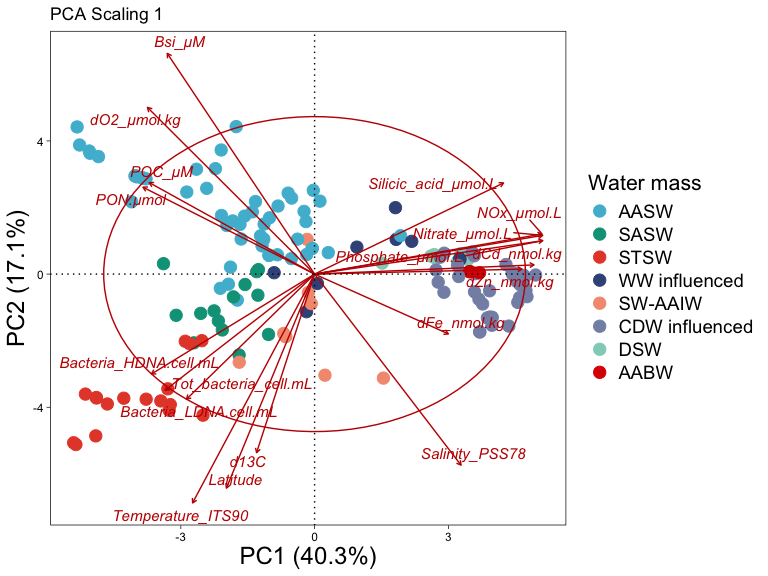 PCA Scaling 1
Bsi_µM
dO2_µmol.kg
POC_µM
PON_µmol
Silicic_acid_µmol.L
NOx_µmol.L
Nitrate_µmol.L
Phosphate_µmol.L
dCd_nmol.kg
dZn_nmol.kg
dFe_nmol.kg
Bacteria_HDNA.cell.mL
Tot_bacteria_cell.mL
Bacteria_LDNA.cell.mL
d13C
Latitude
Temperature_ITS90
Salinity_PSS78
4
0
-4
-3
0
3
PC1 (40.3%)
PC2 (17.1%)
Water mass
AASW
SASW
STSW
WW influenced
SW-AAIW
CDW influenced
DSW
AABW